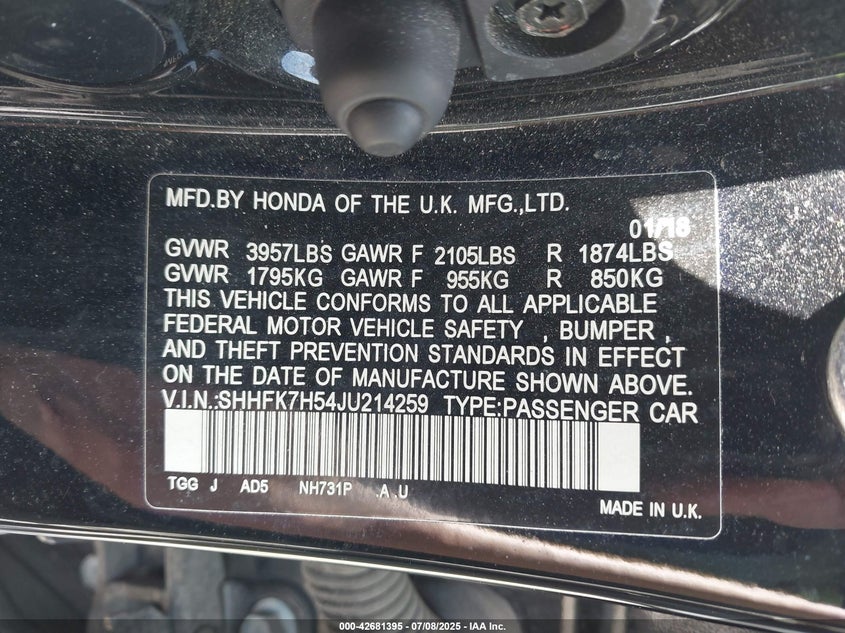 MFD.BY HONDA OF THE U.K. MFG.,LTD.
01/18
GVWR 3957LBS GAWR F 2105LBS R 1874LBS
GVWR 1795KG GAWR F 955KG R 850KG
THIS VEHICLE CONFORMS TO ALL APPLICABLE
FEDERAL MOTOR VEHICLE SAFETY , BUMPER ,
AND THEFT PREVENTION STANDARDS IN EFFECT
ON THE DATE OF MANUFACTURE SHOWN ABOVE.
V.I.N.:SHHFK7H54JU214259 TYPE:PASSENGER CAR
TGG J AD5 NH731P .A .U
MADE IN U.K.
000-42681395 - 07/08/2025 - IAA Inc.